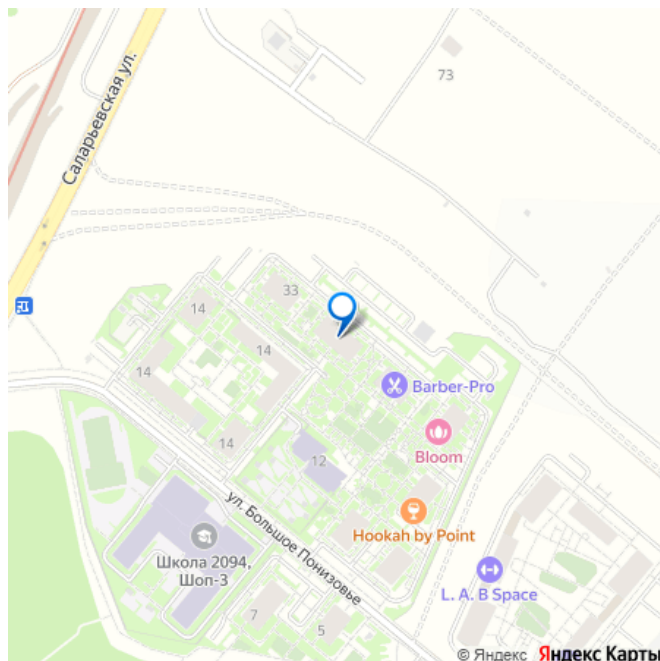 73
Саларьевская ул.
33
14
14
14
Barber-Pro
14
Bloom
12
ул. Большое Понизовье
Hookah by Point
Школа 2094,
Шоп-3
L. A. B Space
7
5
© Яндекс Яндекс Карты